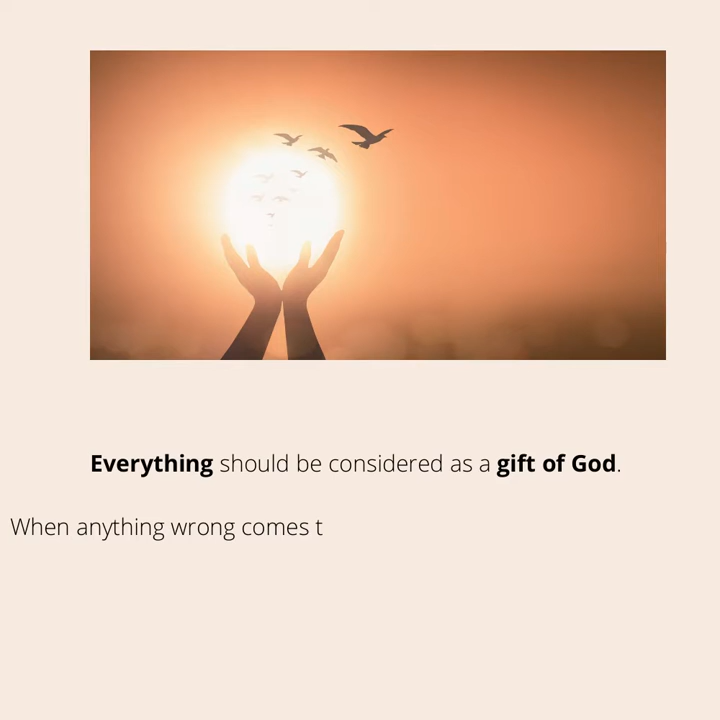 Everything should be considered as a gift of God.
When anything wrong comes t